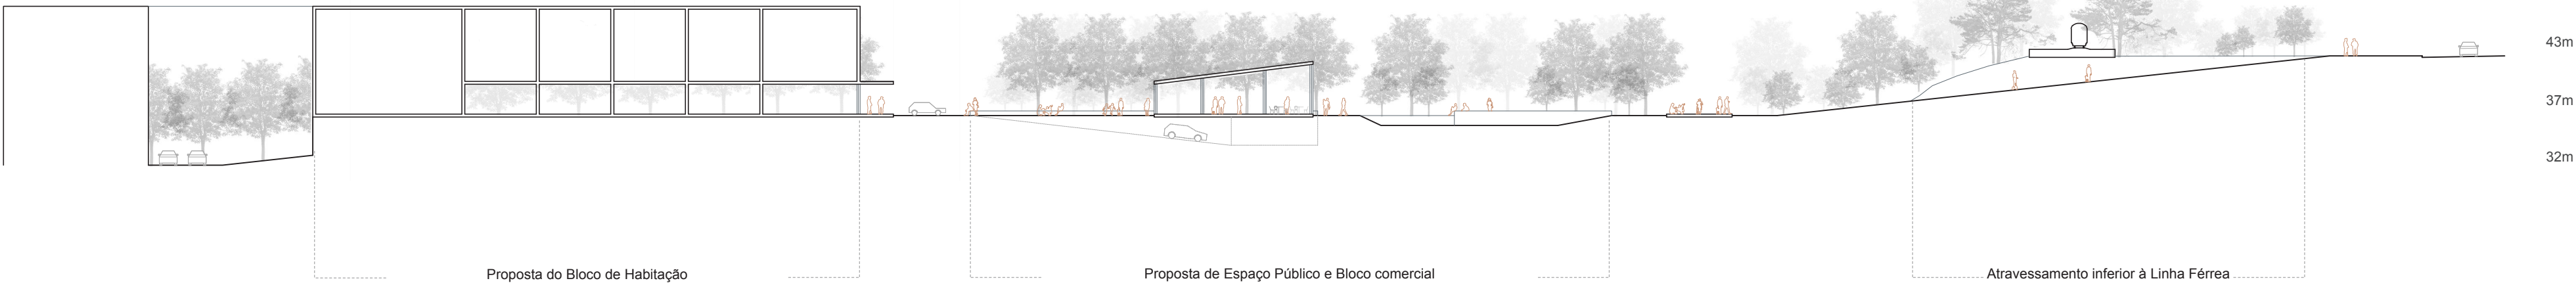 43m
37m
32m
Proposta do Bloco de Habitação
Proposta de Espaço Público e Bloco comercial
Atravessamento inferior à Linha Férrea